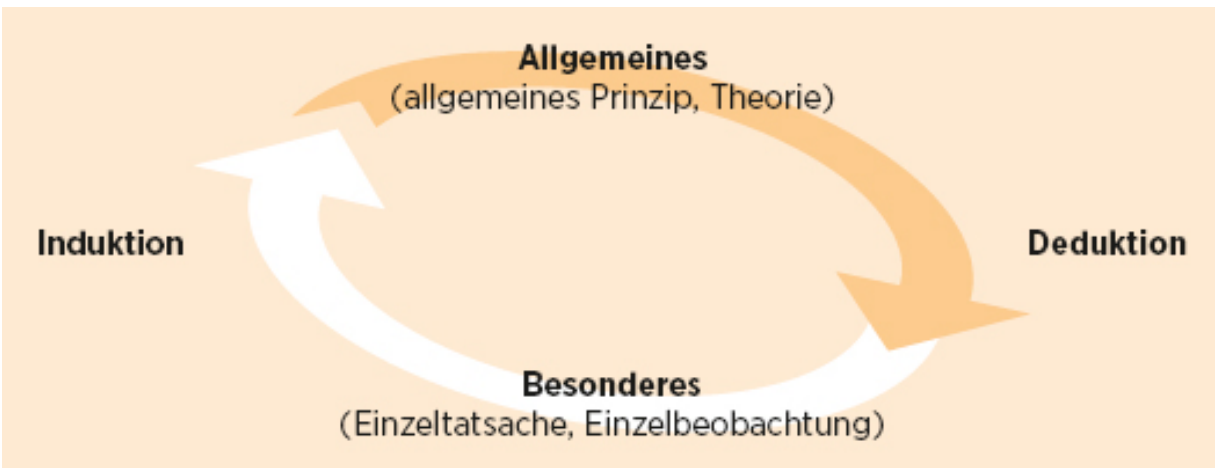 Allgemeines
(allgemeines Prinzip, Theorie)
Induktion
Deduktion
Besonderes
(Einzeltatsache, Einzelbeobachtung)